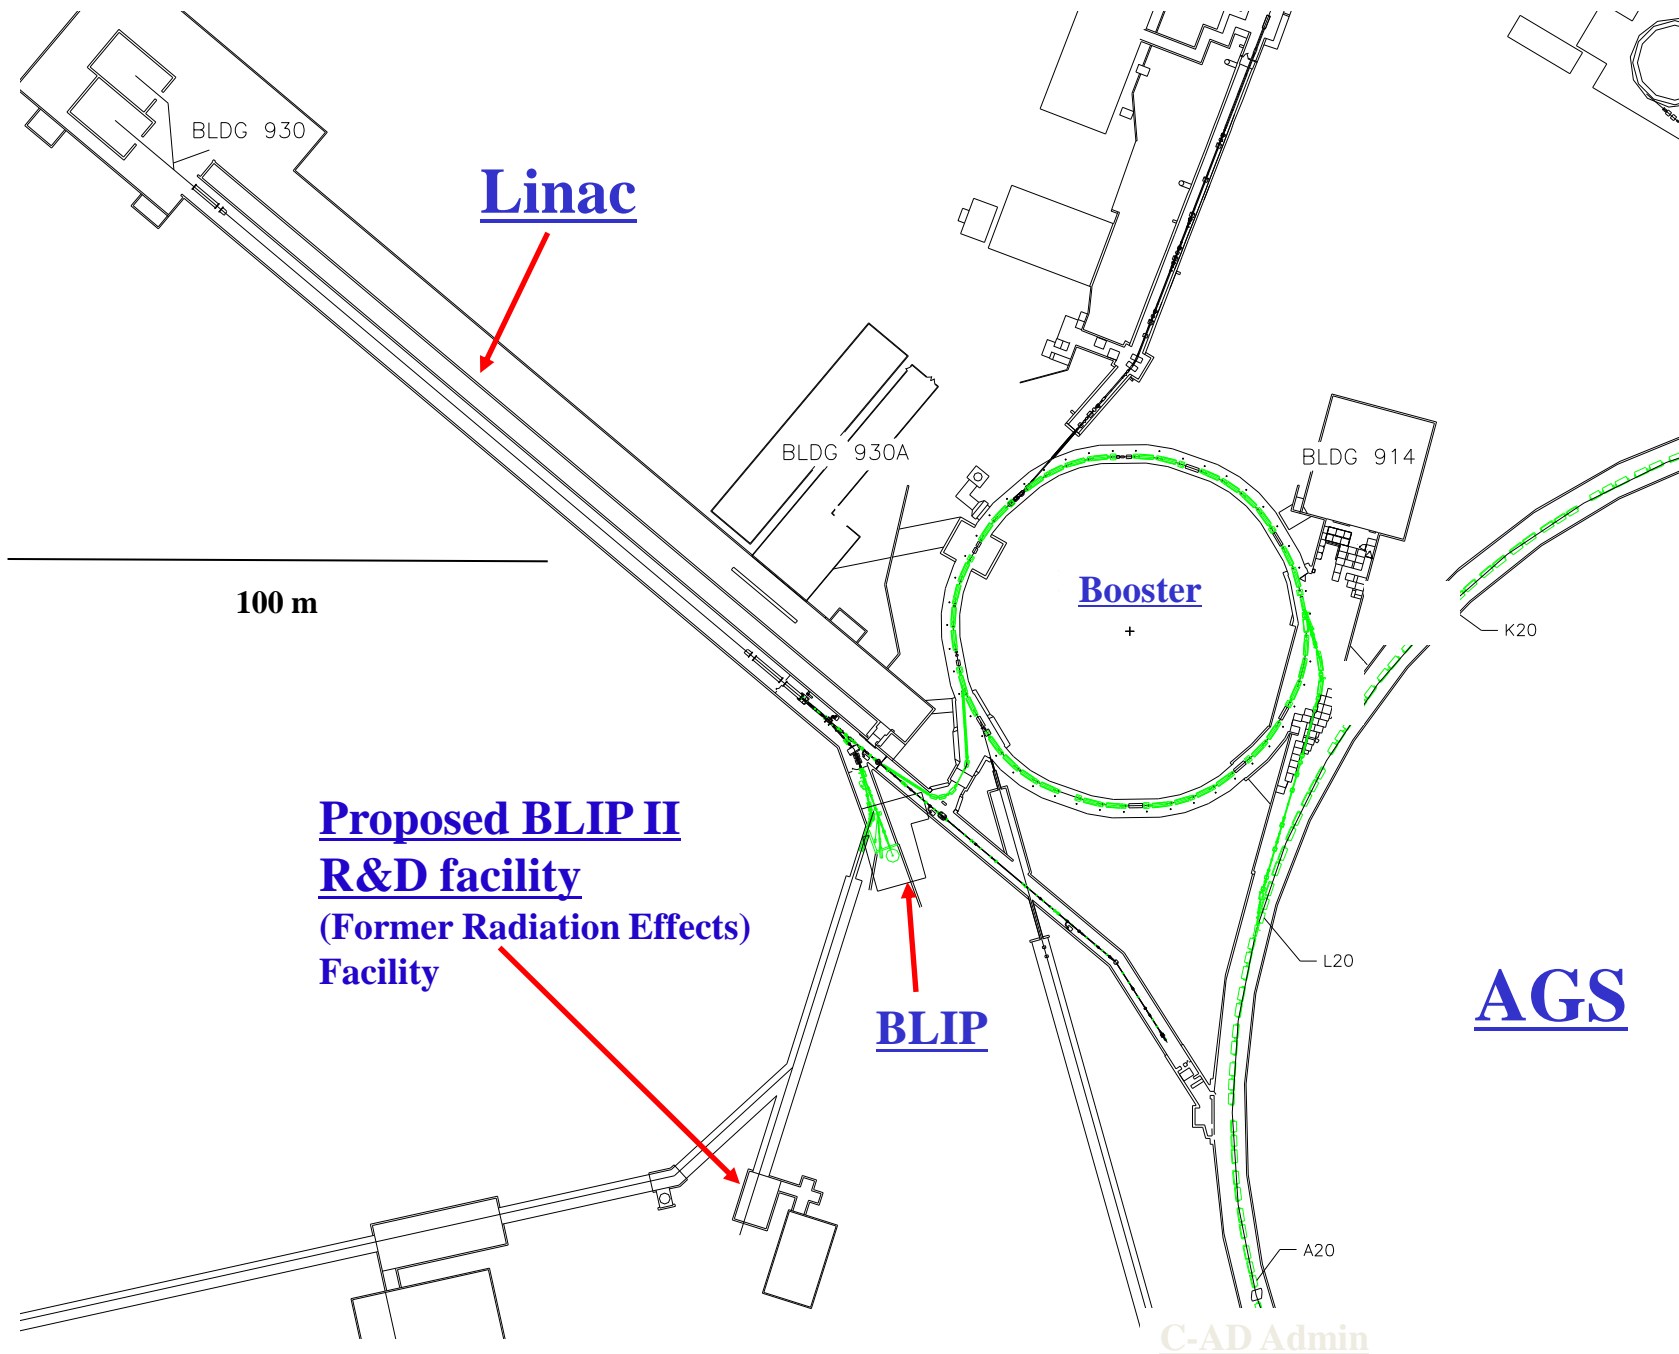 BLDG 930
Linac
BLDG 930A
BLDG 914
Booster
100 m
K20
Proposed BLIP II
R&D facility
(Former Radiation Effects)
Facility
L20
AGS
BLIP
A20
C-AD Admin